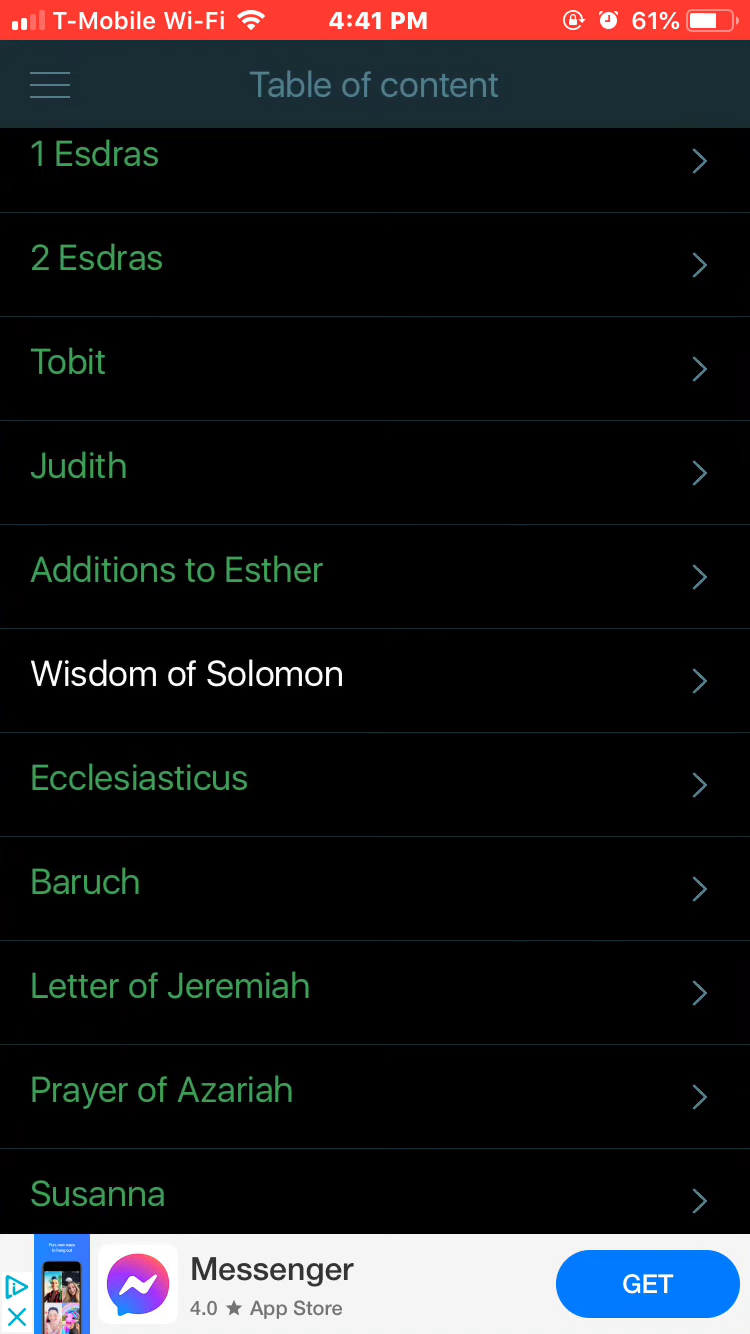 T-Mobile Wi-Fi 4:41 PM 61%
Table of content
1 Esdras
2 Esdras
Tobit
Judith
Additions to Esther
Wisdom of Solomon
Ecclesiasticus
Baruch
Letter of Jeremiah
Prayer of Azariah
Susanna
Messenger
4.0 ★ App Store
GET